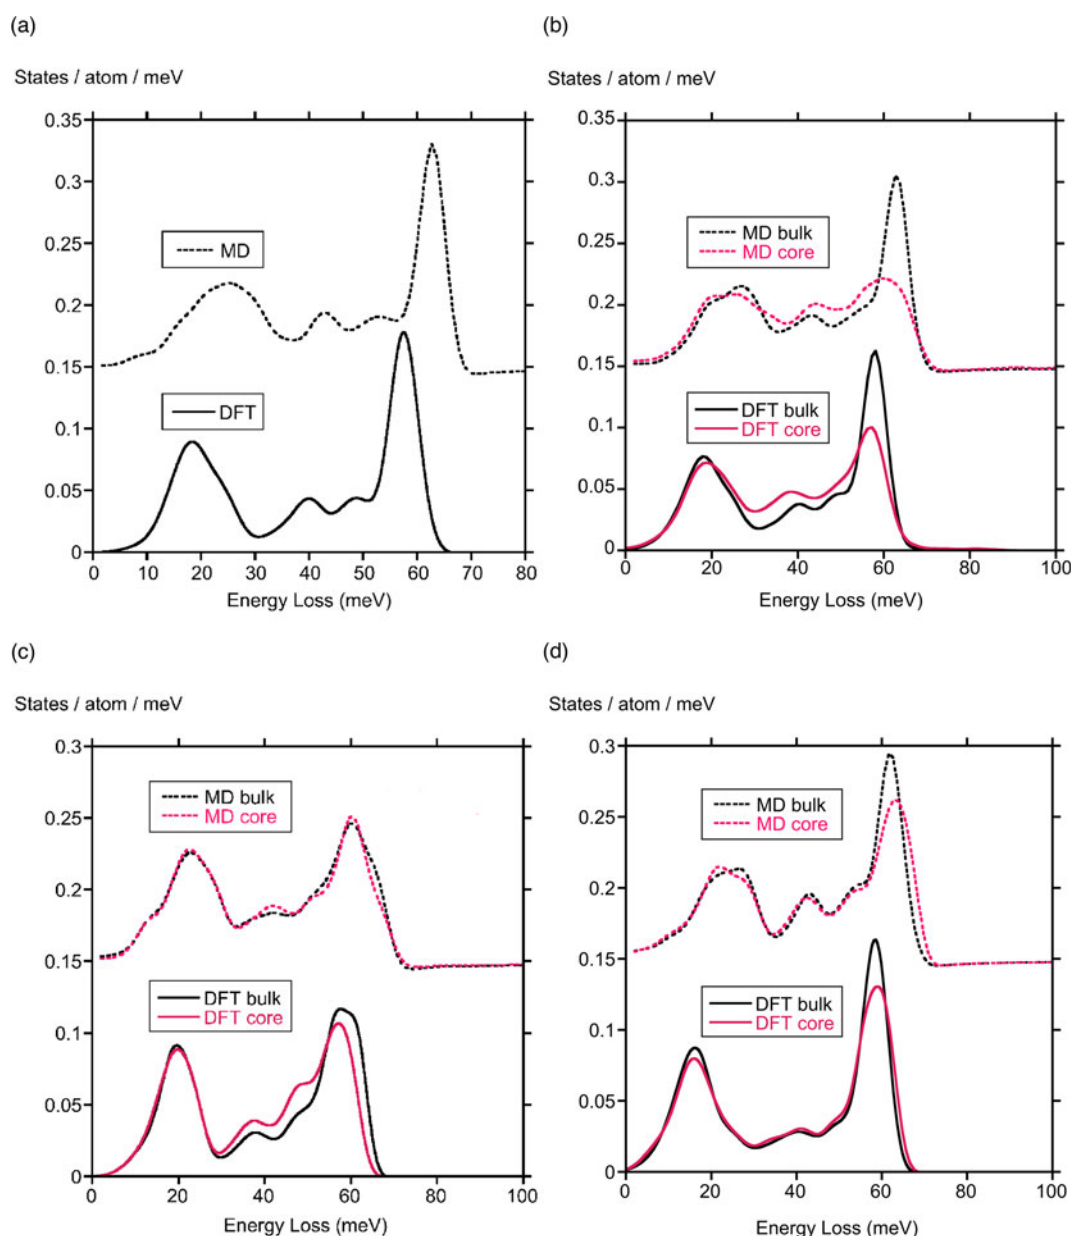 (a)
States / atom / meV
0.35
0.3
0.25
0.2
0.15
0.1
0.05
0
MD
DFT
0 10 20 30 40 50 60 70 80
Energy Loss (meV)
(b)
States / atom / meV
0.35
0.3
0.25
0.2
0.15
0.1
0.05
0
MD bulk
MD core
DFT bulk
DFT core
0 20 40 60 80 100
Energy Loss (meV)
(c)
States / atom / meV
0.3
0.25
0.2
0.15
0.1
0.05
0
MD bulk
MD core
DFT bulk
DFT core
0 20 40 60 80 100
Energy Loss (meV)
(d)
States / atom / meV
0.3
0.25
0.2
0.15
0.1
0.05
0
MD bulk
MD core
DFT bulk
DFT core
0 20 40 60 80 100
Energy Loss (meV)